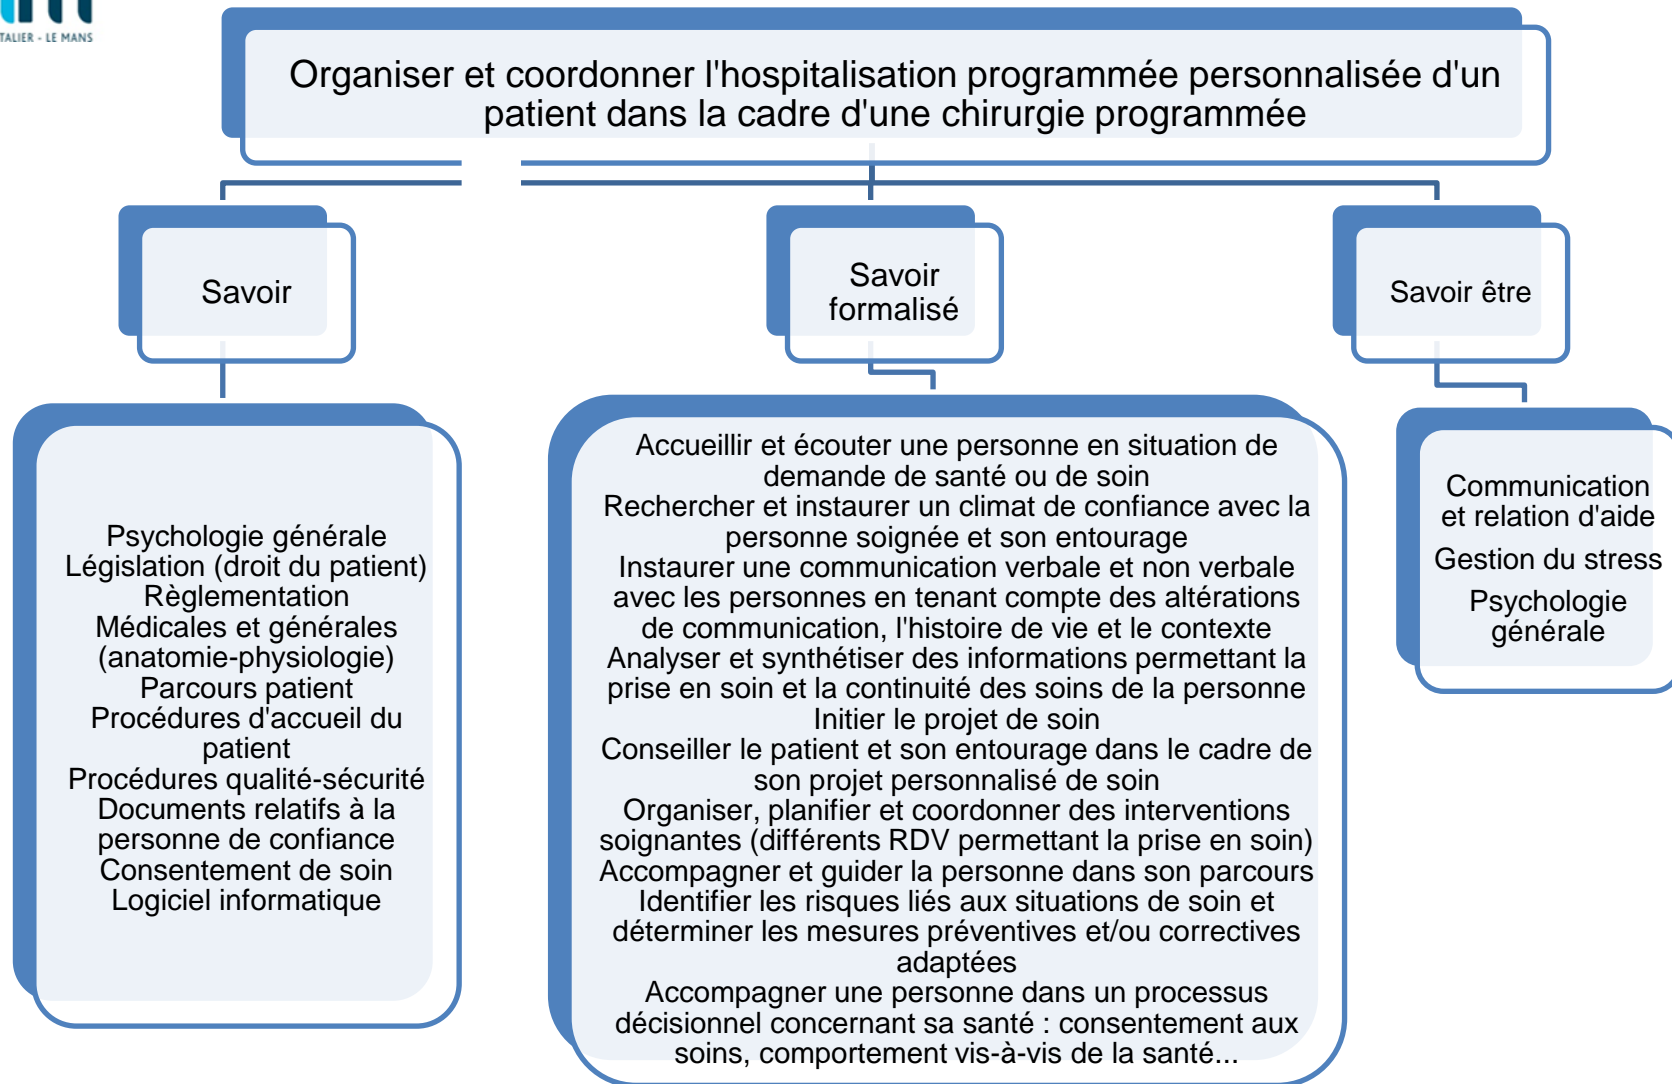 TALIER - LE MANS
Organiser et coordonner l'hospitalisation programmée personnalisée d'un
patient dans la cadre d'une chirurgie programmée
Savoir
Savoir
formalisé
Savoir être
Psychologie générale
Législation (droit du patient)
Règlementation
Médicales et générales
(anatomie-physiologie)
Parcours patient
Procédures d'accueil du
patient
Procédures qualité-sécurité
Documents relatifs à la
personne de confiance
Consentement de soin
Logiciel informatique
Accueillir et écouter une personne en situation de
demande de santé ou de soin
Rechercher et instaurer un climat de confiance avec la
personne soignée et son entourage
Instaurer une communication verbale et non verbale
avec les personnes en tenant compte des altérations
de communication, l'histoire de vie et le contexte
Analyser et synthétiser des informations permettant la
prise en soin et la continuité des soins de la personne
Initier le projet de soin
Conseiller le patient et son entourage dans le cadre de
son projet personnalisé de soin
Organiser, planifier et coordonner des interventions
soignantes (différents RDV permettant la prise en soin)
Accompagner et guider la personne dans son parcours
Identifier les risques liés aux situations de soin et
déterminer les mesures préventives et/ou correctives
adaptées
Accompagner une personne dans un processus
décisionnel concernant sa santé : consentement aux
soins, comportement vis-à-vis de la santé...
Communication
et relation d'aide
Gestion du stress
Psychologie
générale